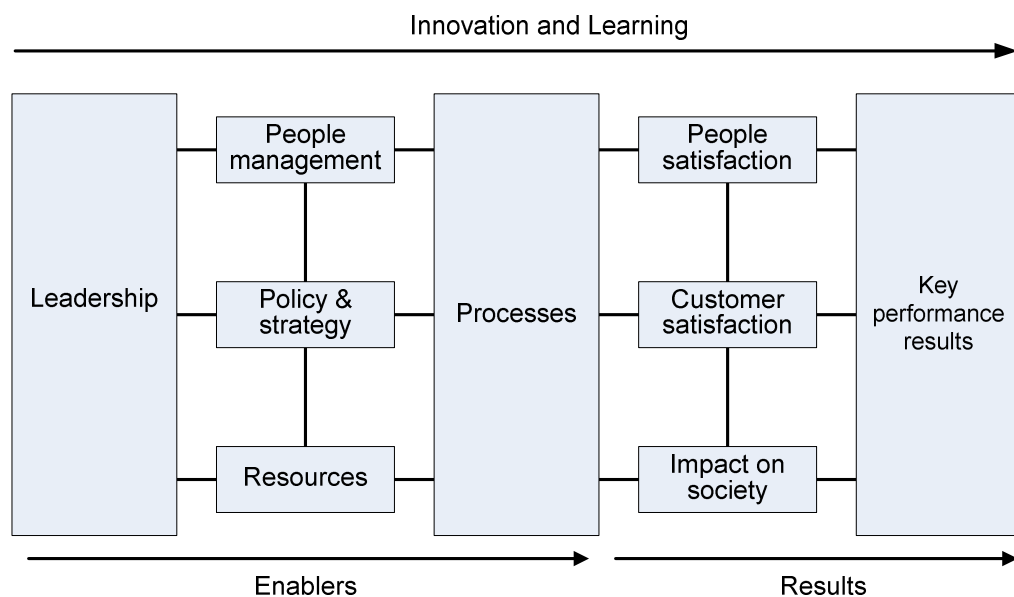 Innovation and Learning
People
management
People
satisfaction
Leadership
Policy &
strategy
Processes
Customer
satisfaction
Key
performance
results
Resources
Impact on
society
Enablers
Results